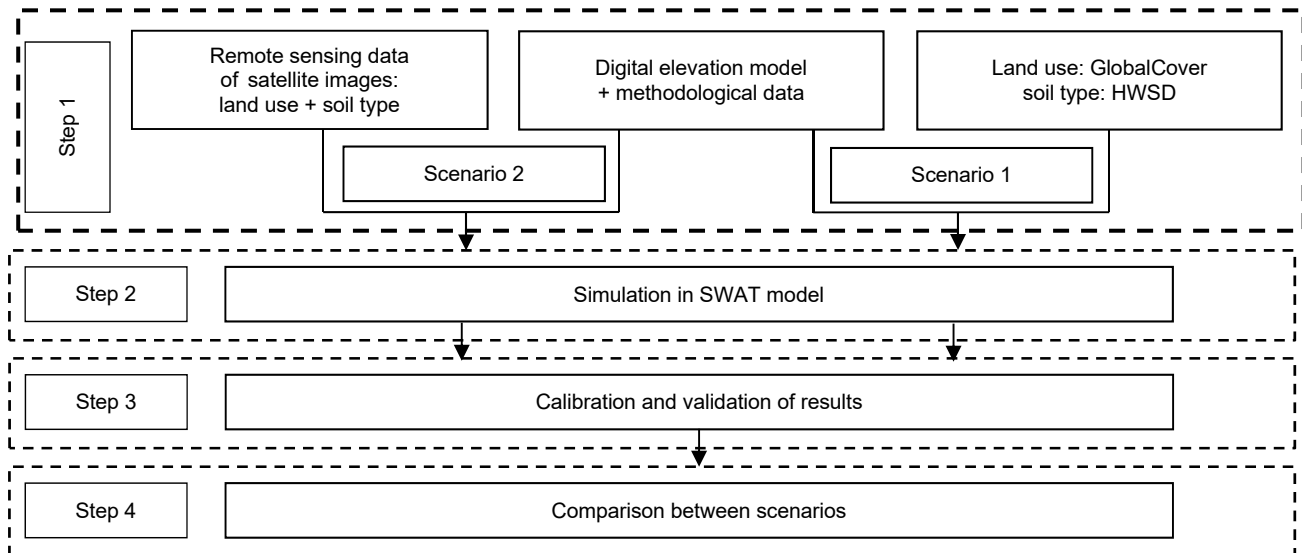 Step 1
Remote sensing data
of satellite images:
land use + soil type
Digital elevation model
+ methodological data
Land use: GlobalCover
soil type: HWSD
Scenario 2
Scenario 1
Step 2
Simulation in SWAT model
Step 3
Calibration and validation of results
Step 4
Comparison between scenarios